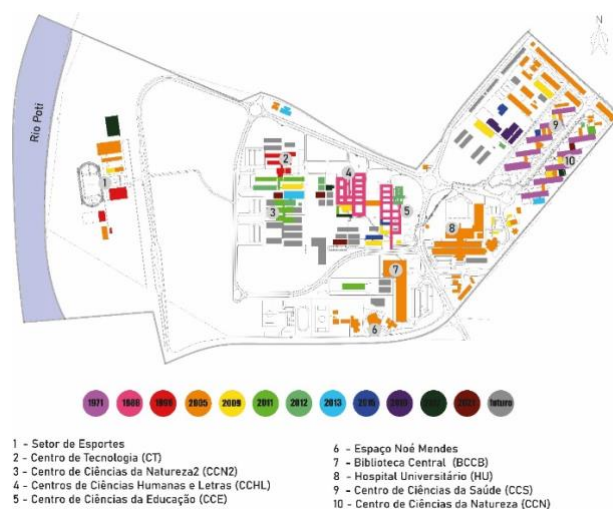 N
Rio Poti
2
9
4
10
1
3
5
8
7
6
1971 1988 2005 2009 2011 2012 2013 2015 2021 futuro
1 - Setor de Esportes
2 - Centro de Tecnologia (CT)
3 - Centro de Ciências da Natureza2 (CCN2)
4 - Centros de Ciências Humanas e Letras (CCHL)
5 - Centro de Ciências da Educação (CCE)
6 - Espaço Noé Mendes
7 - Biblioteca Central (BCCB)
8 - Hospital Universitário (HU)
9 - Centro de Ciências da Saúde (CCS)
10 - Centro de Ciências da Natureza (CCN)